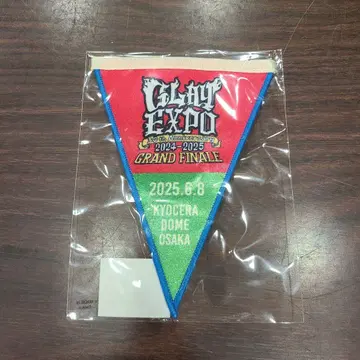 GLAY
EXPO
2024-2025
GRAND FINALE
2025.6.8
KYOCERA
DOME
OSAKA